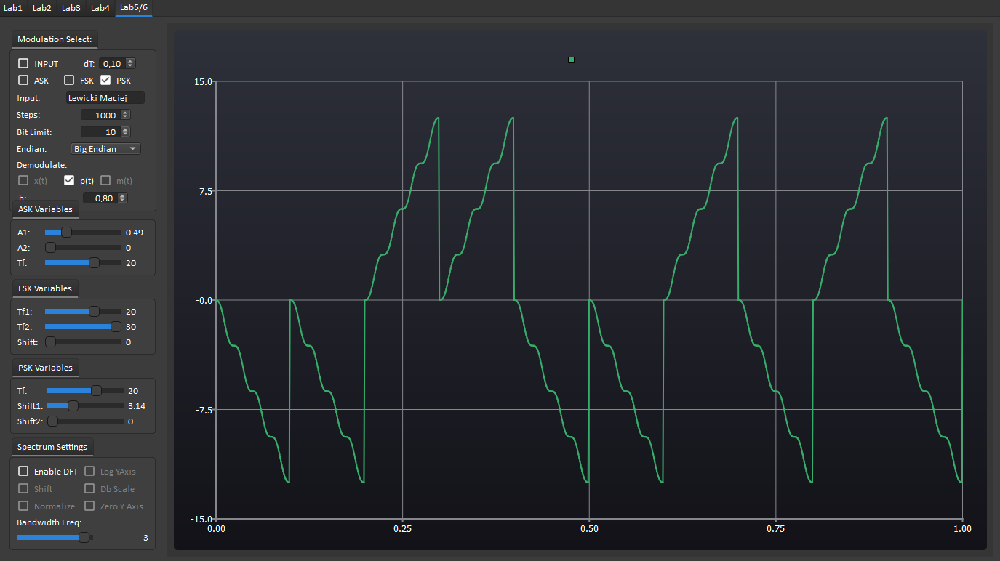 Lab1 Lab2 Lab3 Lab4 Lab5/6
Modulation Select:
INPUT dT: 0,10
ASK FSK PSK
Input: Lewicki Maciej
Steps: 1000
Bit Limit: 10
Endian: Big Endian
Demodulate:
x(t) p(t) m(t)
h: 0,80
ASK Variables
A1: 0.49
A2: 0
Tf: 20
FSK Variables
Tf1: 20
Tf2: 30
Shift: 0
PSK Variables
Tf: 20
Shift1: 3.14
Shift2: 0
Spectrum Settings
Enable DFT Log YAxis
Shift Db Scale
Normalize Zero Y Axis
Bandwidth Freq:
-3
15.0
7.5
-0.0
-7.5
-15.0
0.00 0.25 0.50 0.75 1.00